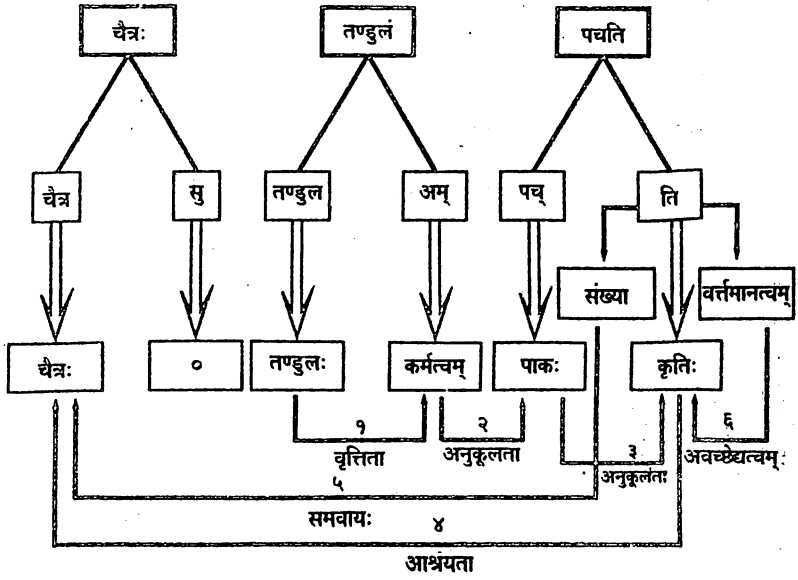 चैत्रः
तण्डुलं
पचति
चैत्र
सु
तण्डुल
अम्
पच्
ति
संख्या
वर्त्तमानत्वम्
चैत्रः
०
तण्डुलः
कर्मत्वम्
पाकः
कृतिः
१
वृत्तिता
२
अनुकूलता
३
अनुकूलताः
६
अवच्छेद्यत्वम्
५
समवायः
४
आश्रयता